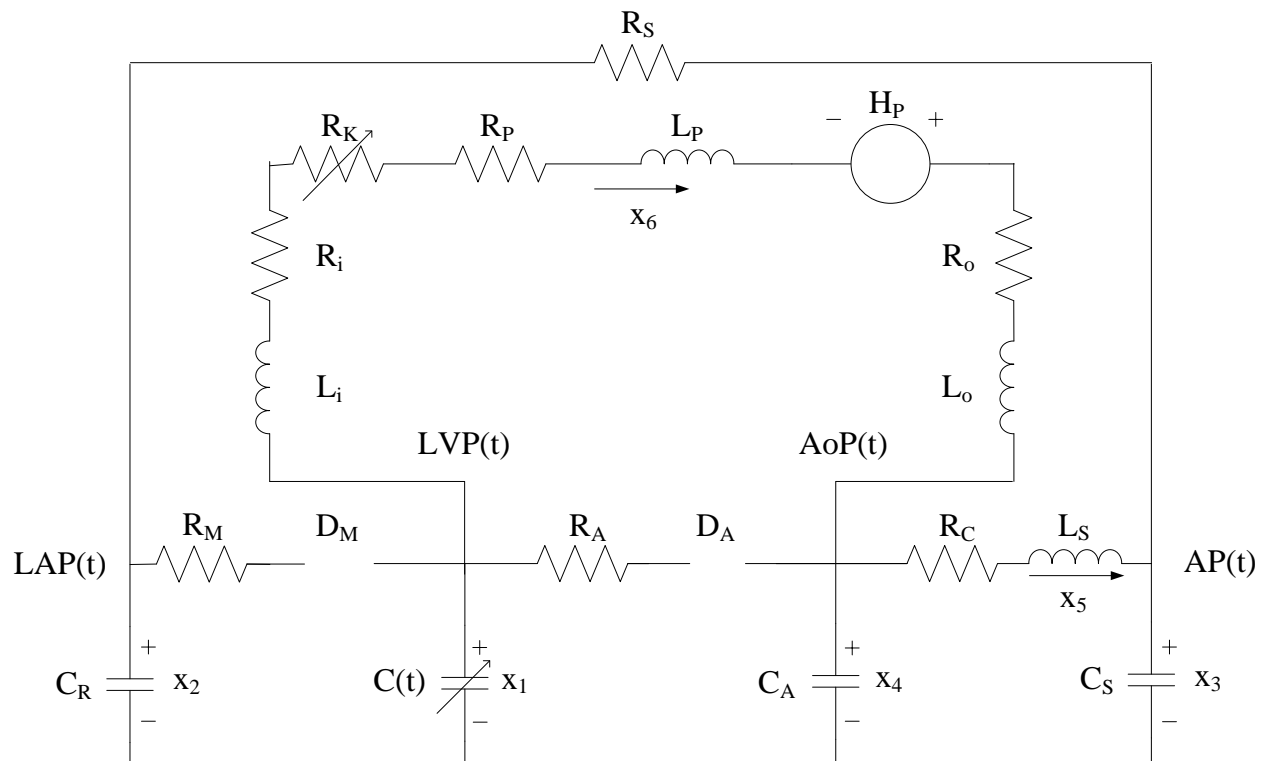 R_S
H_P
− +
R_K R_P L_P
x_6
R_i
R_o
L_i
L_o
LVP(t) AoP(t)
R_M D_M R_A D_A R_C L_S
LAP(t) AP(t)
x_5
+ + + +
C_R x_2 C(t) x_1 C_A x_4 C_S x_3
− − − −